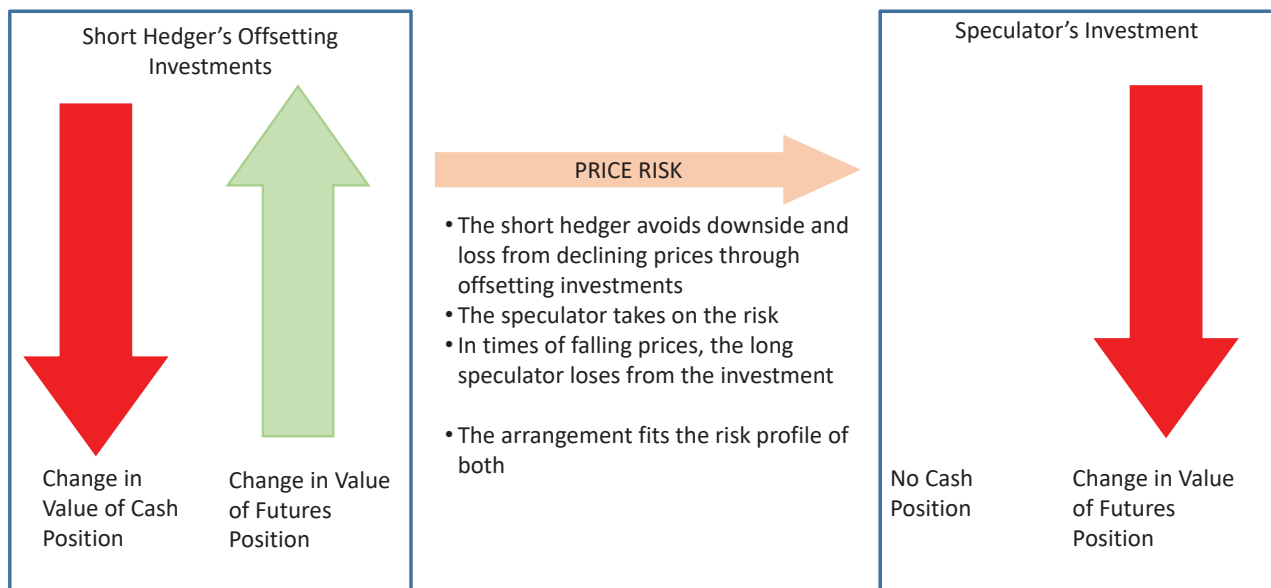 Short Hedger’s Offsetting
Investments
Change in
Value of Cash
Position
Change in Value
of Futures
Position
PRICE RISK
• The short hedger avoids downside and
loss from declining prices through
offsetting investments
• The speculator takes on the risk
• In times of falling prices, the long
speculator loses from the investment
• The arrangement fits the risk profile of
both
Speculator’s Investment
No Cash
Position
Change in Value
of Futures
Position